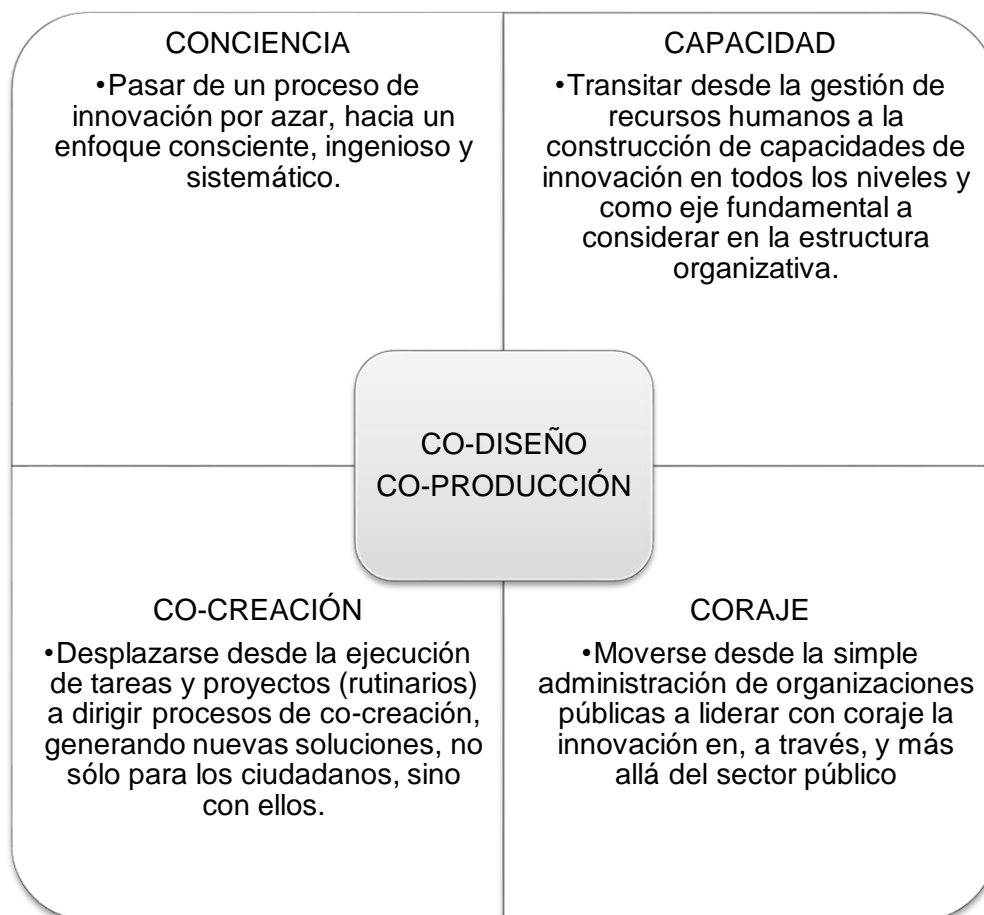 CONCIENCIA
•Pasar de un proceso de
innovación por azar, hacia un
enfoque consciente, ingenioso y
sistemático.
CAPACIDAD
•Transitar desde la gestión de
recursos humanos a la
construcción de capacidades de
innovación en todos los niveles y
como eje fundamental a
considerar en la estructura
organizativa.
CO-DISEÑO
CO-PRODUCCIÓN
CO-CREACIÓN
•Desplazarse desde la ejecución
de tareas y proyectos (rutinarios)
a dirigir procesos de co-creación,
generando nuevas soluciones, no
sólo para los ciudadanos, sino
con ellos.
CORAJE
•Moverse desde la simple
administración de organizaciones
públicas a liderar con coraje la
innovación en, a través, y más
allá del sector público